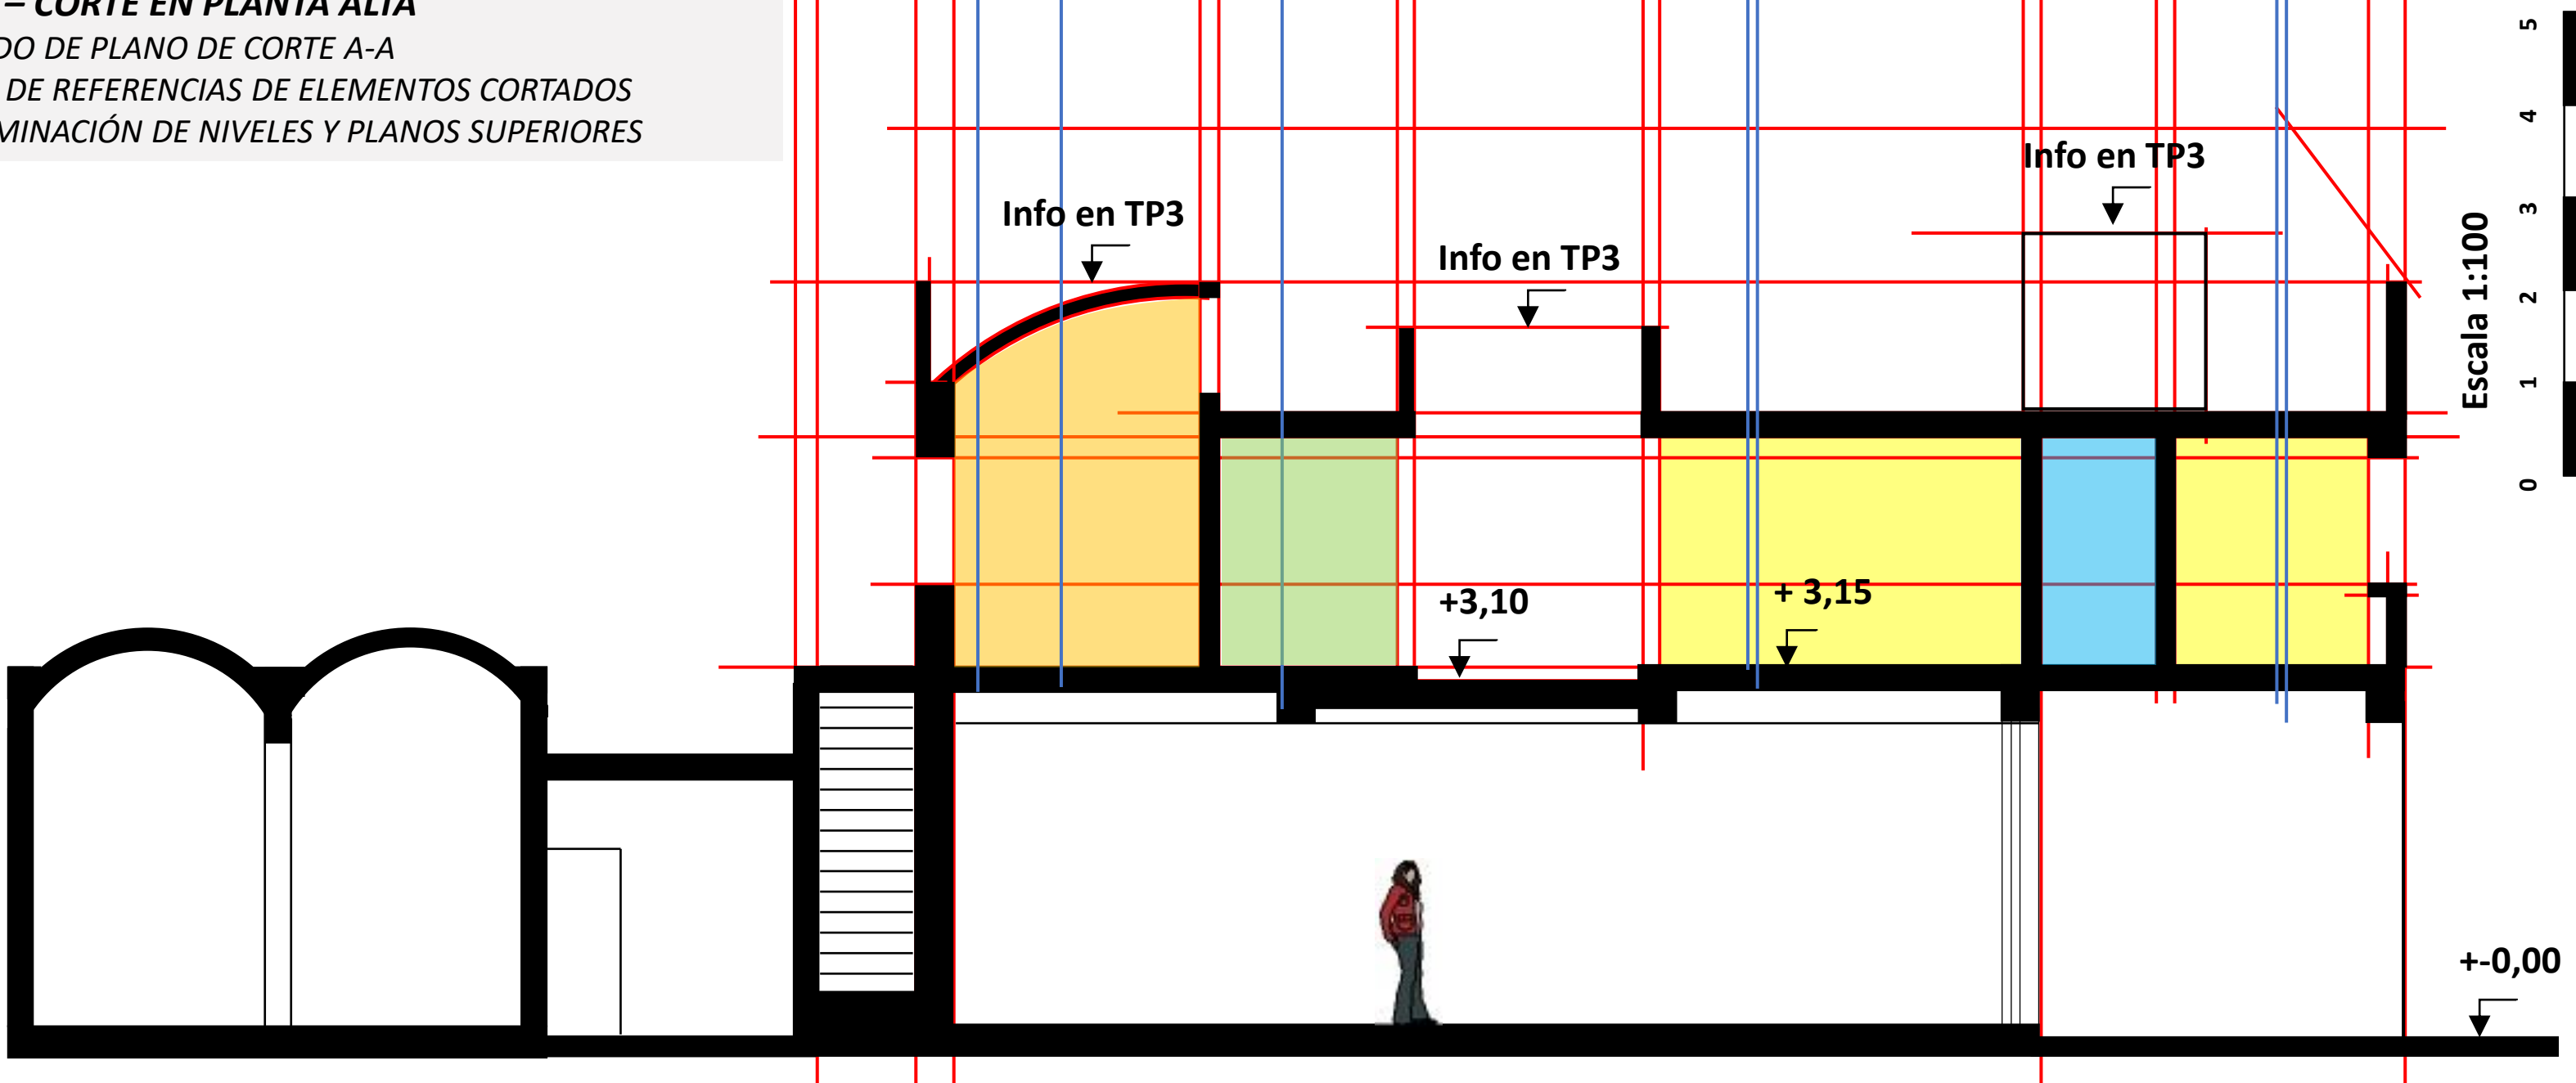 – CORTE EN PLANTA ALTA
DO DE PLANO DE CORTE A-A
DE REFERENCIAS DE ELEMENTOS CORTADOS
MINACIÓN DE NIVELES Y PLANOS SUPERIORES
Info en TP3
Info en TP3
Info en TP3
+3,10
+ 3,15
+-0,00
Escala 1:100
5
4
3
2
1
0